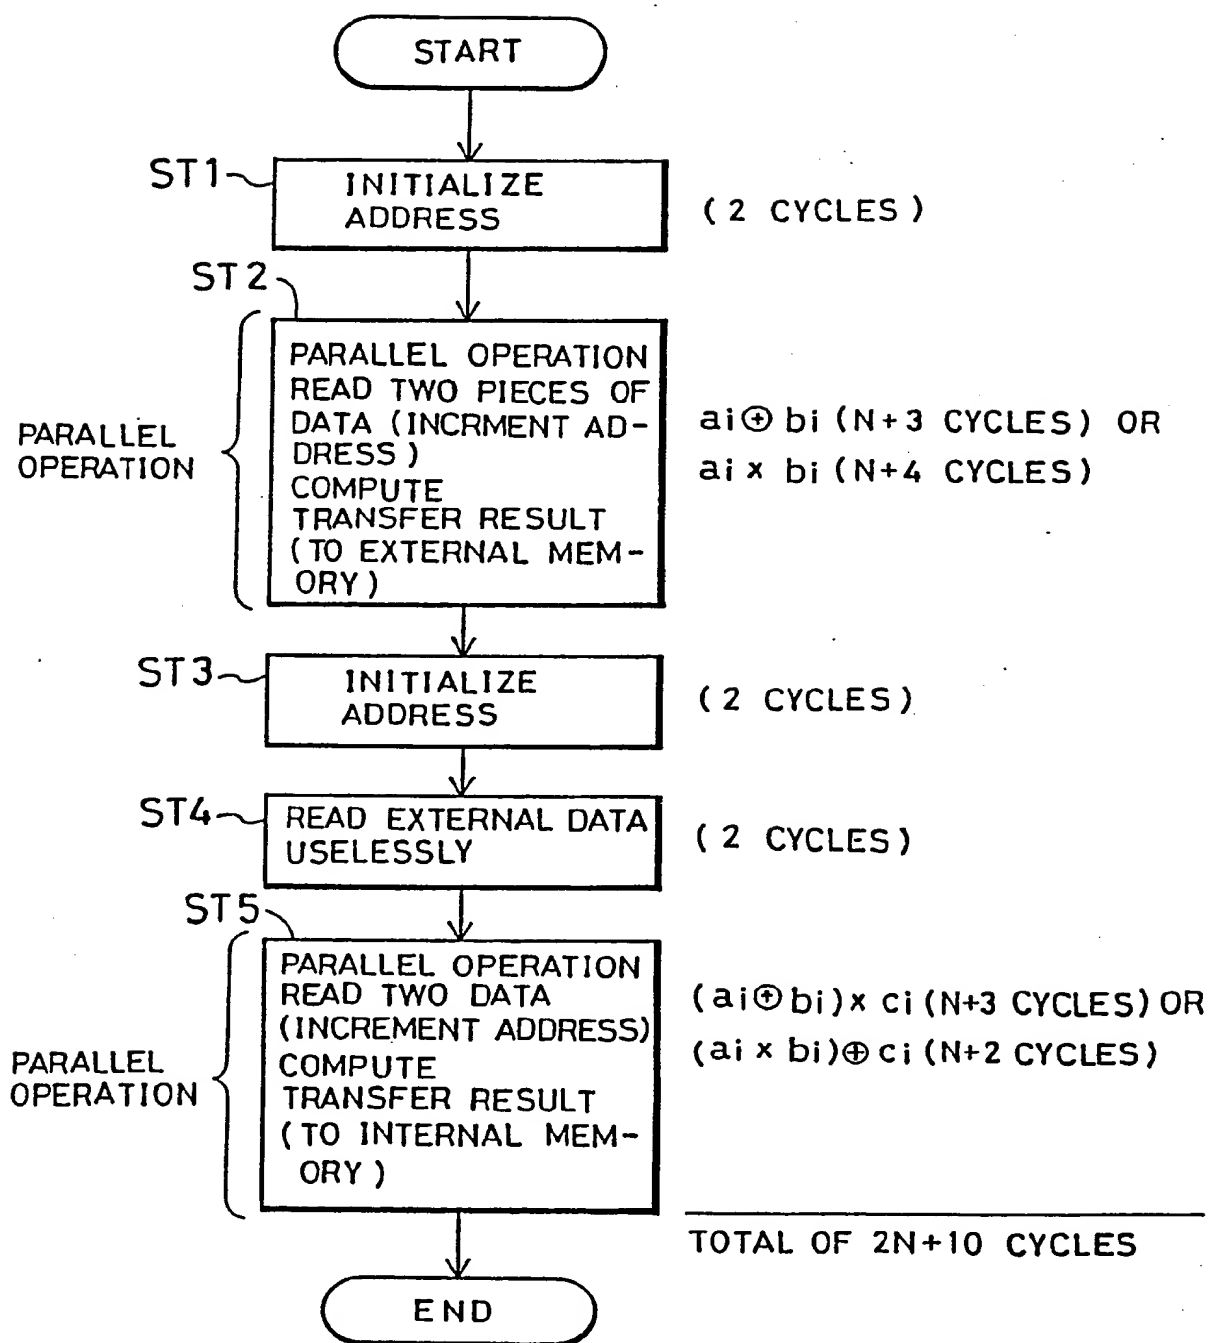 START
ST1
INITIALIZE
ADDRESS
(2 CYCLES)
ST2
PARALLEL
OPERATION
PARALLEL OPERATION
READ TWO PIECES OF
DATA (INCRMENT AD-
DRESS)
COMPUTE
TRANSFER RESULT
(TO EXTERNAL MEM-
ORY)
ai⊕bi (N+3 CYCLES) OR
ai x bi (N+4 CYCLES)
ST3
INITIALIZE
ADDRESS
(2 CYCLES)
ST4
READ EXTERNAL DATA
USELESSLY
(2 CYCLES)
ST5
PARALLEL
OPERATION
PARALLEL OPERATION
READ TWO DATA
(INCREMENT ADDRESS)
COMPUTE
TRANSFER RESULT
(TO INTERNAL MEM-
ORY)
(ai⊕bi) x ci (N+3 CYCLES) OR
(ai x bi)⊕ci (N+2 CYCLES)
TOTAL OF 2N+10 CYCLES
END